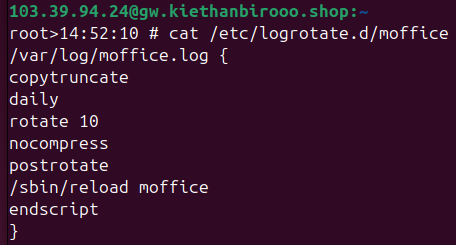 103.39.94.24@gw.kiethanbirooo.shop:~
root>14:52:10 # cat /etc/logrotate.d/moffice
/var/log/moffice.log {
copytruncate
daily
rotate 10
nocompress
postrotate
/sbin/reload moffice
endscript
}